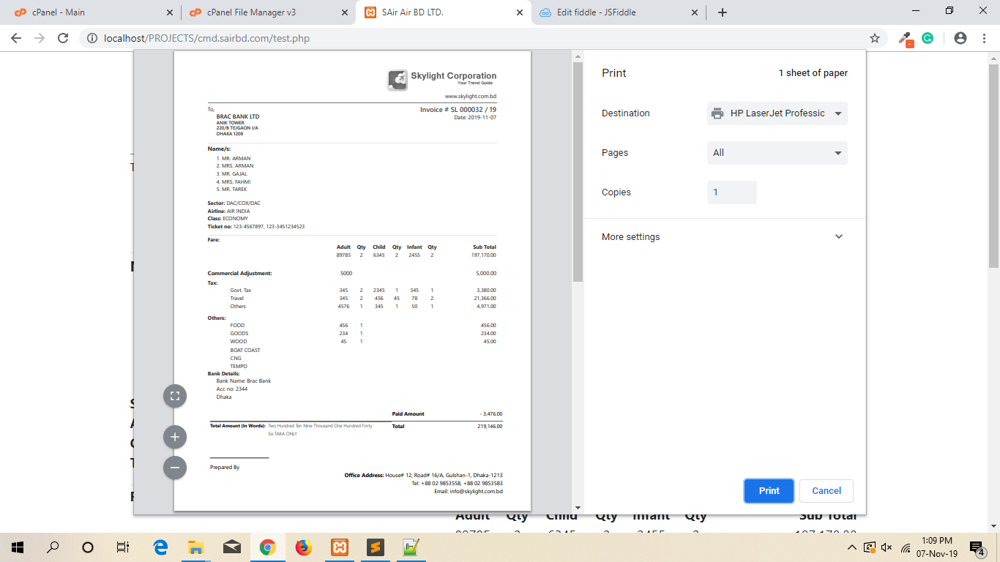 cPanel - Main
cPanel File Manager v3
SAir Air BD LTD.
Edit fiddle - JSFiddle
localhost/PROJECTS/cmd.sairbd.com/test.php
Skylight Corporation
Your Travel Guide
www.skylight.com.bd
To,
BRAC BANK LTD
ANIK TOWER
220/B TEJGAON I/A
DHAKA 1208
Invoice # SL 000032 / 19
Date: 2019-11-07
Name/s:
1. MR. ARMAN
2. MRS. ARMAN
3. MR. GAJAL
4. MRS. FAHMI
5. MR. TAREK
Sector: DAC/COX/DAC
Airline: AIR INDIA
Class: ECONOMY
Ticket no: 123-4567897, 123-3451234523
Fare:
Adult Qty Child Qty Infant Qty Sub Total
89785 2 6345 2 2455 2 197,170.00
Commercial Adjustment: 5000 5,000.00
Tax:
Govt. Tax 345 2 2345 1 345 1 3,380.00
Travel 345 2 456 45 78 2 21,366.00
Others 4576 1 345 1 50 1 4,971.00
Others:
FOOD 456 1 456.00
GOODS 234 1 234.00
WOOD 45 1 45.00
BOAT COAST
CNG
TEMPO
Bank Details:
Bank Name: Brac Bank
Acc no: 2344
Dhaka
Paid Amount - 3,476.00
Total Amount (In Words): Two Hundred Ten Nine Thousand One Hundred Forty
Six TAKA ONLY
Total 219,146.00
Prepared By
Office Address: House# 12, Road# 16/A, Gulshan-1, Dhaka-1213
Tel: +88 02 9853558, +88 02 9853583
Email: info@skylight.com.bd
Print 1 sheet of paper
Destination HP LaserJet Professic
Pages All
Copies 1
More settings
Print Cancel
Adult Qty Child Qty Infant Qty Sub Total
1:09 PM
07-Nov-19
4